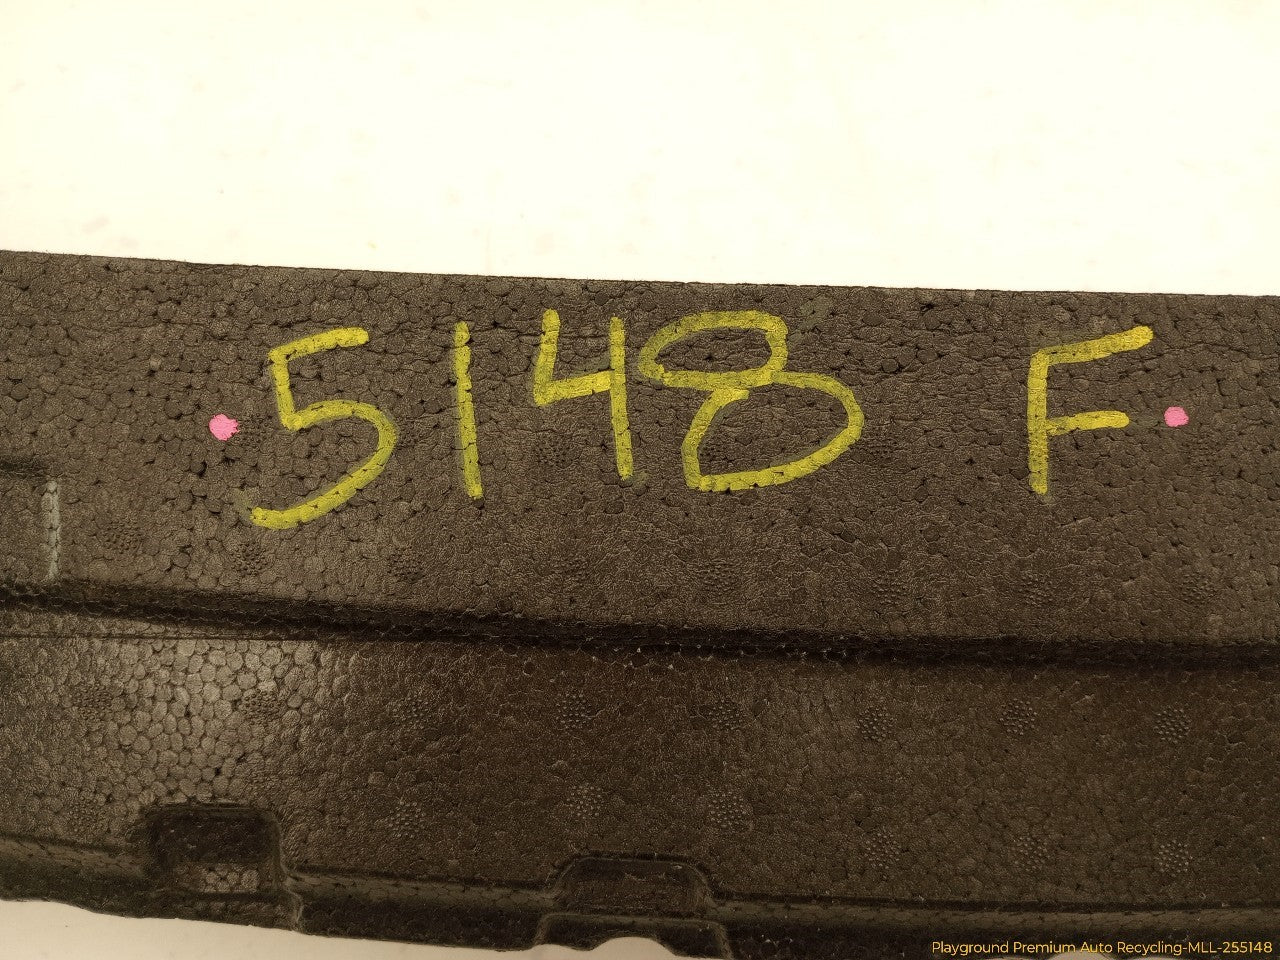 5148 F
Playground Premium Auto Recycling-MLL-255148